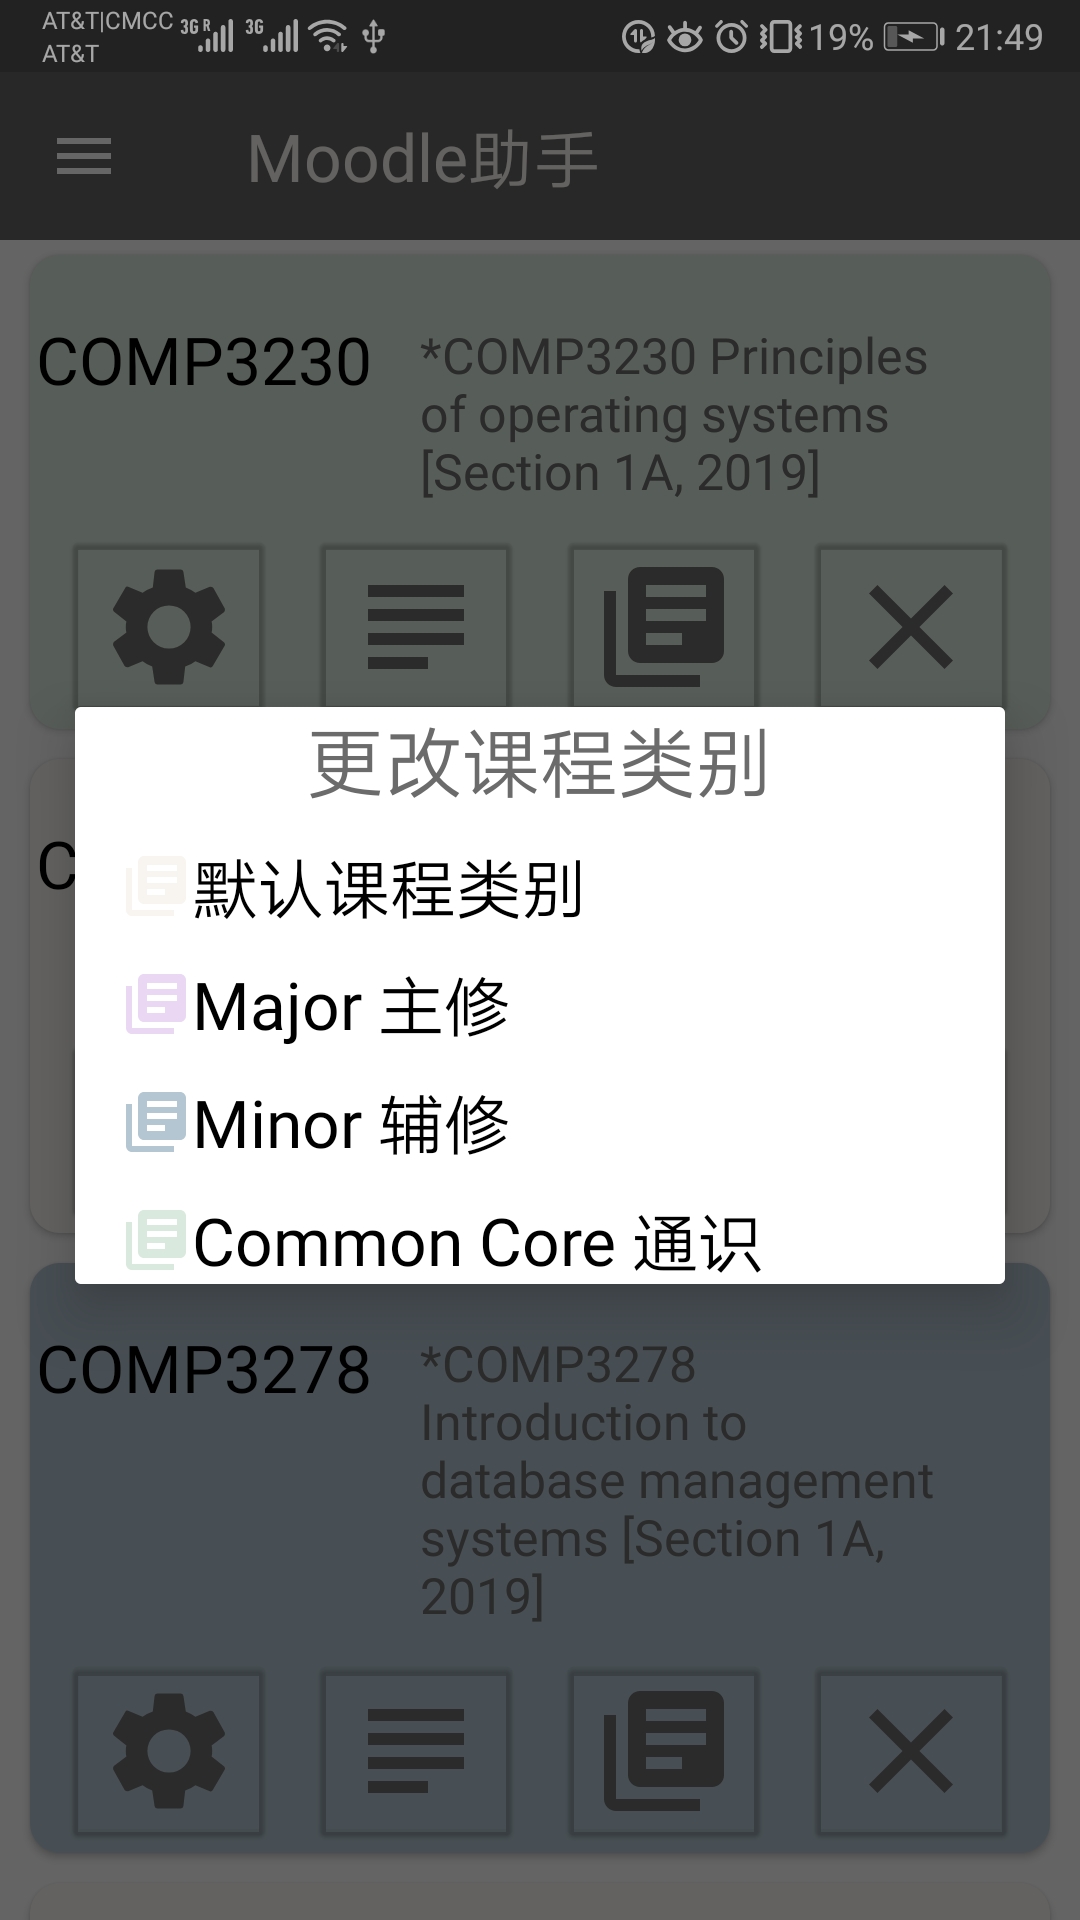 AT&T|CMCC 3G R 3G 19% 21:49
AT&T
Moodle助手
COMP3230
*COMP3230 Principles
of operating systems
[Section 1A, 2019]
更改课程类别
C
默认课程类别
Major 主修
Minor 辅修
Common Core 通识
COMP3278
*COMP3278
Introduction to
database management
systems [Section 1A,
2019]